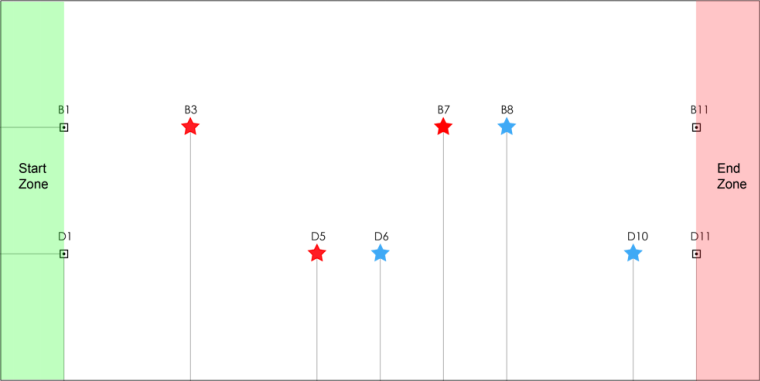 B1
B3
B7
B8
B11
Start
Zone
End
Zone
D1
D5
D6
D10
D11